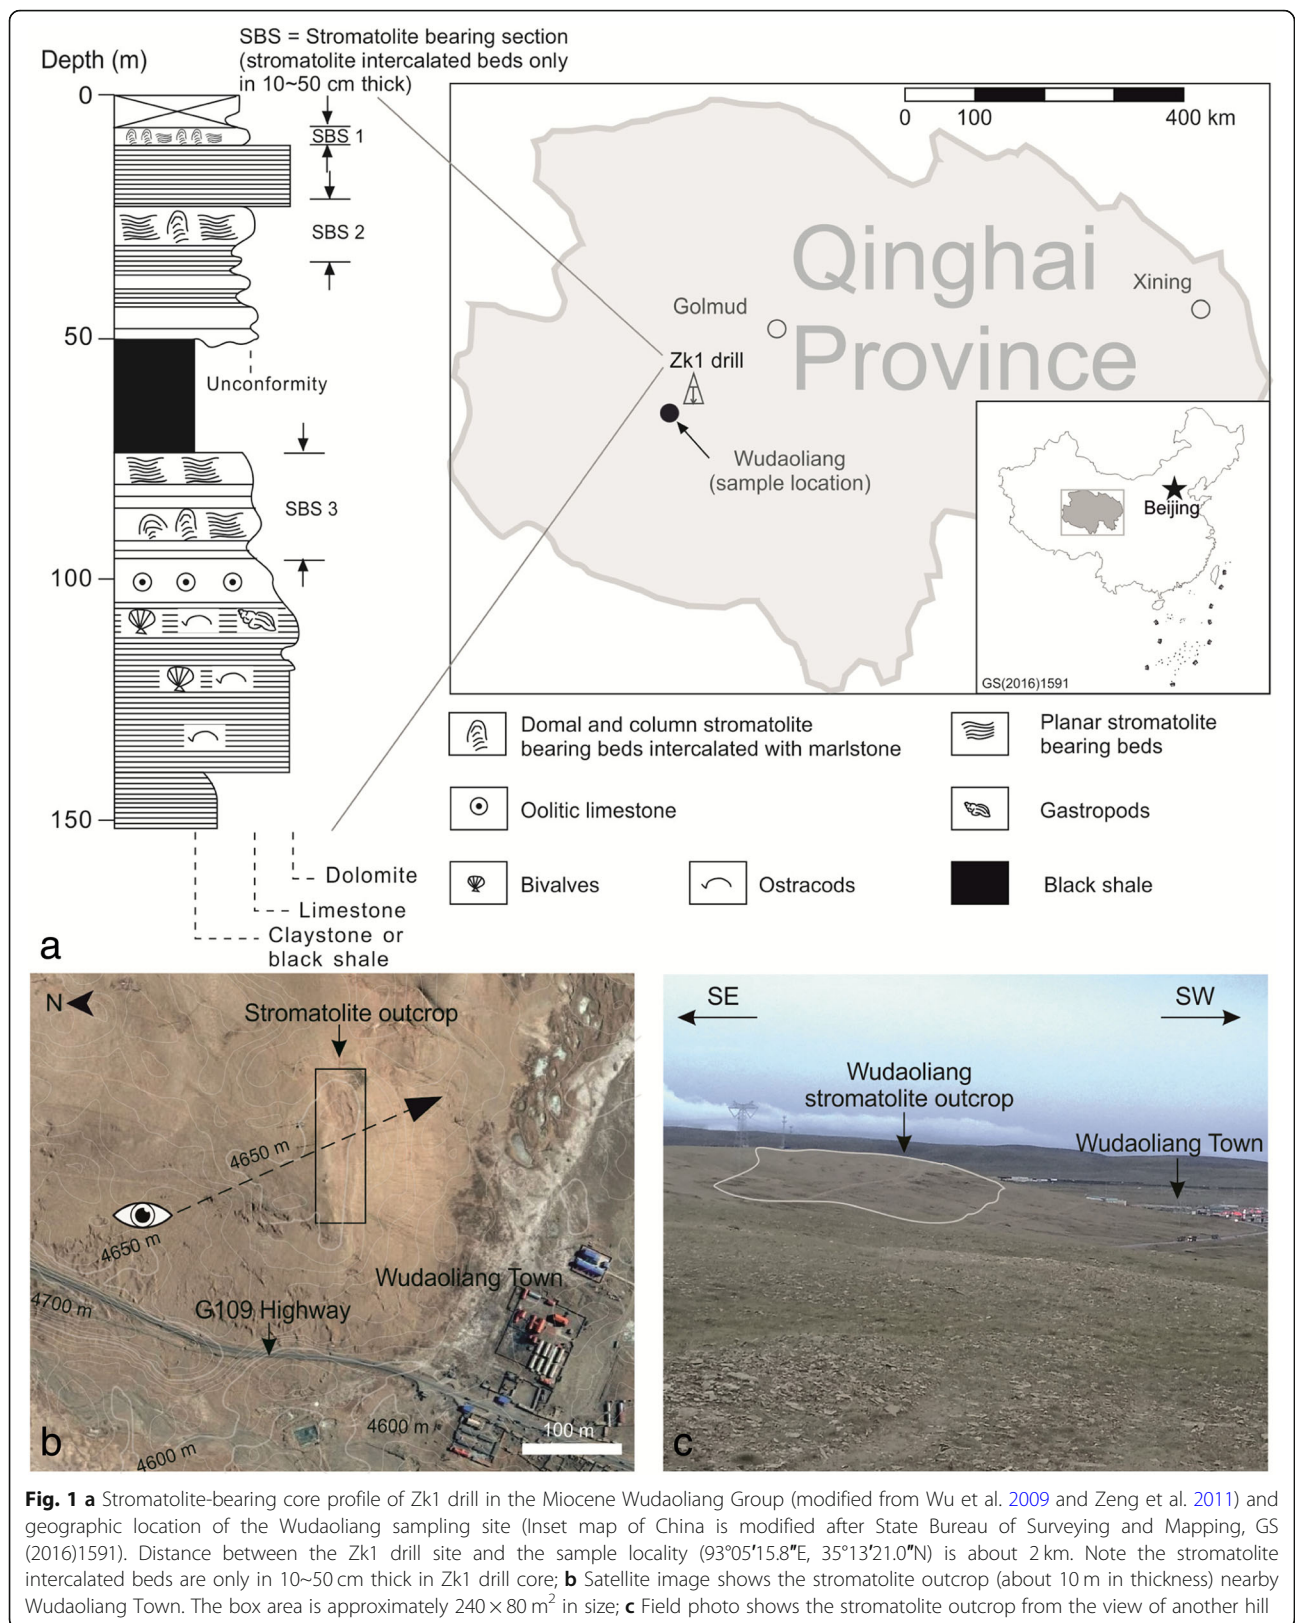 SBS = Stromatolite bearing section
(stromatolite intercalated beds only
in 10~50 cm thick)
Depth (m)
0
50
100
150
SBS 1
SBS 2
Unconformity
SBS 3
Dolomite
Limestone
Claystone or
black shale
a
0 100 400 km
Qinghai
Province
Xining
Golmud
Zk1 drill
Wudaoliang
(sample location)
Beijing
GS(2016)1591
Domal and column stromatolite
bearing beds intercalated with marlstone
Planar stromatolite
bearing beds
Oolitic limestone
Gastropods
Bivalves
Ostracods
Black shale
N
Stromatolite outcrop
4650 m
4650 m
4700 m
G109 Highway
Wudaoliang Town
4600 m
4600 m
100 m
b
SE
SW
Wudaoliang
stromatolite outcrop
Wudaoliang Town
c
Fig. 1 a Stromatolite-bearing core profile of Zk1 drill in the Miocene Wudaoliang Group (modified from Wu et al. 2009 and Zeng et al. 2011) and
geographic location of the Wudaoliang sampling site (Inset map of China is modified after State Bureau of Surveying and Mapping, GS
(2016)1591). Distance between the Zk1 drill site and the sample locality (93°05′15.8″E, 35°13′21.0″N) is about 2 km. Note the stromatolite
intercalated beds are only in 10~50 cm thick in Zk1 drill core; b Satellite image shows the stromatolite outcrop (about 10 m in thickness) nearby
Wudaoliang Town. The box area is approximately 240 × 80 m² in size; c Field photo shows the stromatolite outcrop from the view of another hill